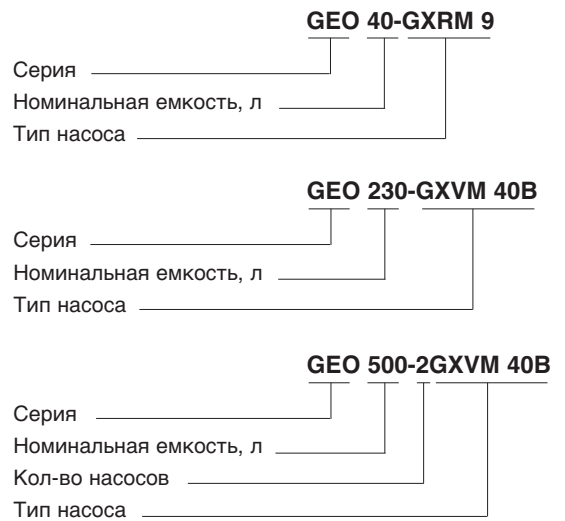 GEO 40-GXRM 9
Серия
Номинальная емкость, л
Тип насоса
GEO 230-GXVM 40B
Серия
Номинальная емкость, л
Тип насоса
GEO 500-2GXVM 40B
Серия
Номинальная емкость, л
Кол-во насосов
Тип насоса